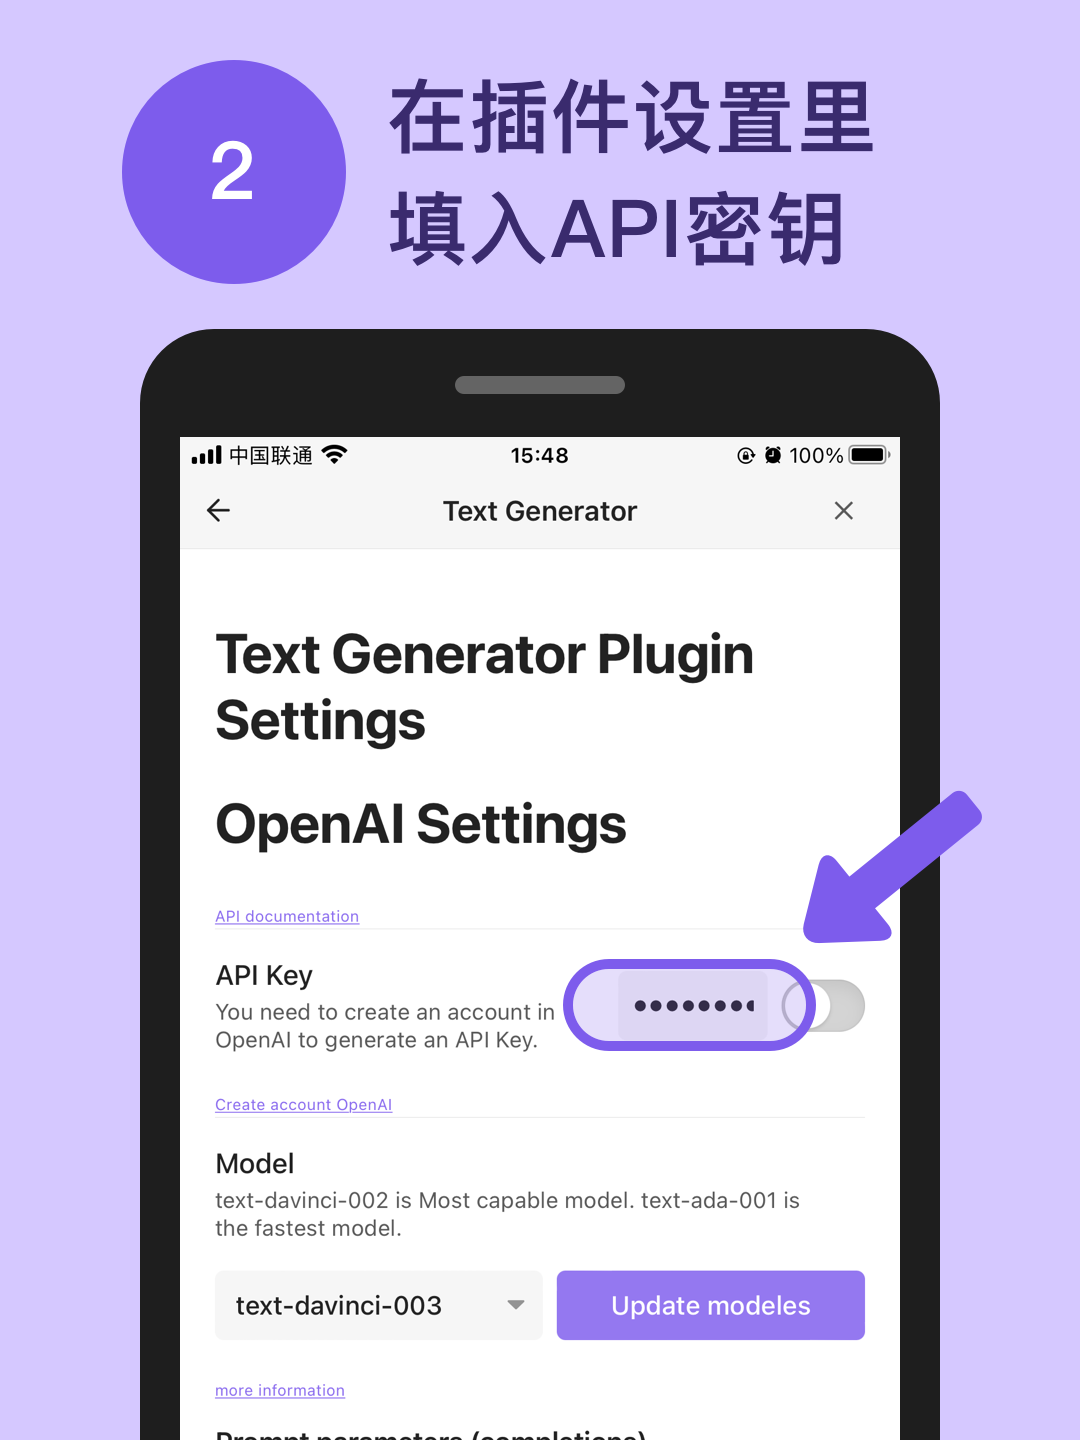 2
在插件设置里
填入API密钥
中国联通 15:48 100%
Text Generator
Text Generator Plugin
Settings
OpenAI Settings
API documentation
API Key
You need to create an account in
OpenAI to generate an API Key.
Create account OpenAI
Model
text-davinci-002 is Most capable model. text-ada-001 is
the fastest model.
text-davinci-003
Update modeles
more information
Prompt parameters (completions)